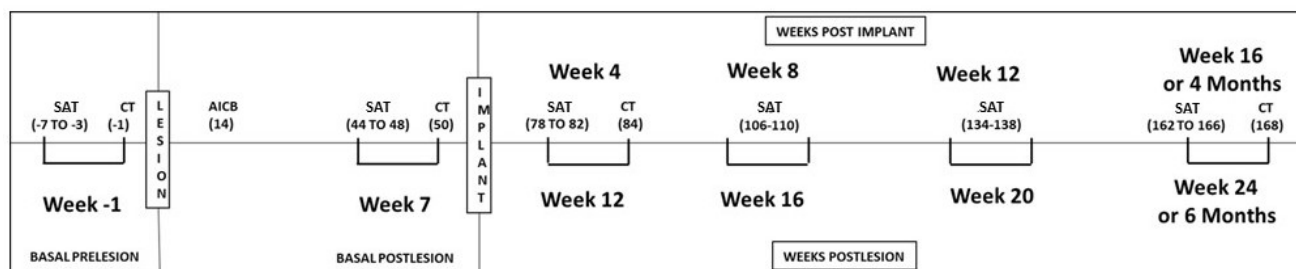 WEEKS POST IMPLANT
Week 4
Week 8
Week 12
Week 16
or 4 Months
SAT
(-7 TO -3)
CT
(-1)
LESION
AICB
(14)
SAT
(44 TO 48)
CT
(50)
IMPLANT
SAT
(78 TO 82)
CT
(84)
SAT
(106-110)
SAT
(134-138)
SAT
(162 TO 166)
CT
(168)
Week -1
Week 7
Week 12
Week 16
Week 20
Week 24
or 6 Months
BASAL PRELESION
BASAL POSTLESION
WEEKS POSTLESION